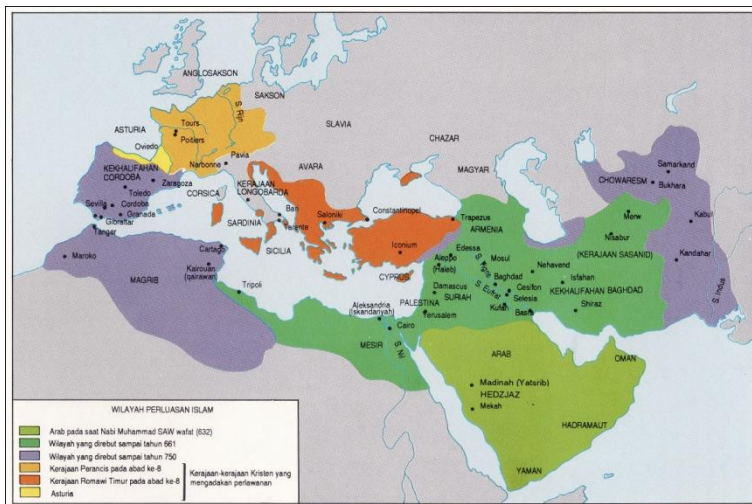 ANGLOSAKSON
SAKSON
S. Rijn
SLAVIA
CHAZAR
MAGYAR
AVARA
ASTURIA
Oviedo
Tours
Poitiers
Narbonne
Pavia
KEKHALIFAHAN
CORDOBA
Zaragoza
Toledo
Sevilla
Cordoba
Granada
Gibraltar
Tangar
CORSICA
SARDINIA
KERAJAAN
LONGOBARDA
Bari
Tarente
SICILIA
Saloniki
Constantinopel
Iconium
CYPRUS
Trapezus
ARMENIA
CHOWARESM
Samarkand
Bukhara
Merw
Nisabur
Kabul
Kandahar
S. Indus
(KERAJAAN SASANID)
KEKHALIFAHAN BAGHDAD
Edessa
Aleppo
(Haleb)
Mosul
S. Tigris
Nehavend
Baghdad
Isfahan
Damascus
SURIAH
S. Eufrat
Ctesifon
Selesia
Kufah
Basra
Shiraz
PALESTINA
Yerusalem
Maroko
MAGRIB
Cartago
Kairouan
(qairawan)
Tripoli
Aleksandria
(Iskandariyah)
Cairo
MESIR
S. Nil
ARAB
OMAN
Madinah (Yatsrib)
HEDZJAZ
Mekah
HADRAMAUT
YAMAN
WILAYAH PERLUASAN ISLAM
Arab pada saat Nabi Muhammad SAW wafat (632)
Wilayah yang direbut sampai tahun 661
Wilayah yang direbut sampai tahun 750
Kerajaan Perancis pada abad ke-8
Kerajaan Romawi Timur pada abad ke-8
Asturia
Kerajaan-kerajaan Kristen yang
mengadakan perlawanan